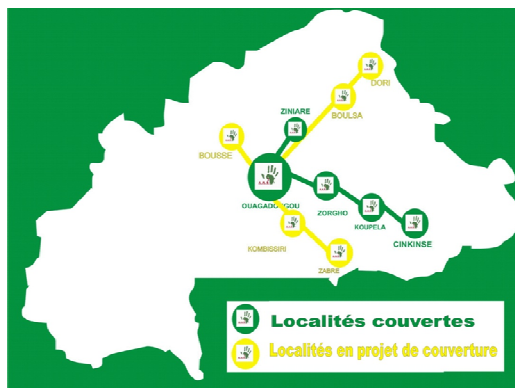 DORI
BOULSA
ZINIARE
BOUSSE
OUAGADOUGOU
ZORGHO
KOUPELA
CINKINSE
KOMBISSIRI
ZABRE
Localités couvertes
Localités en projet de couverture